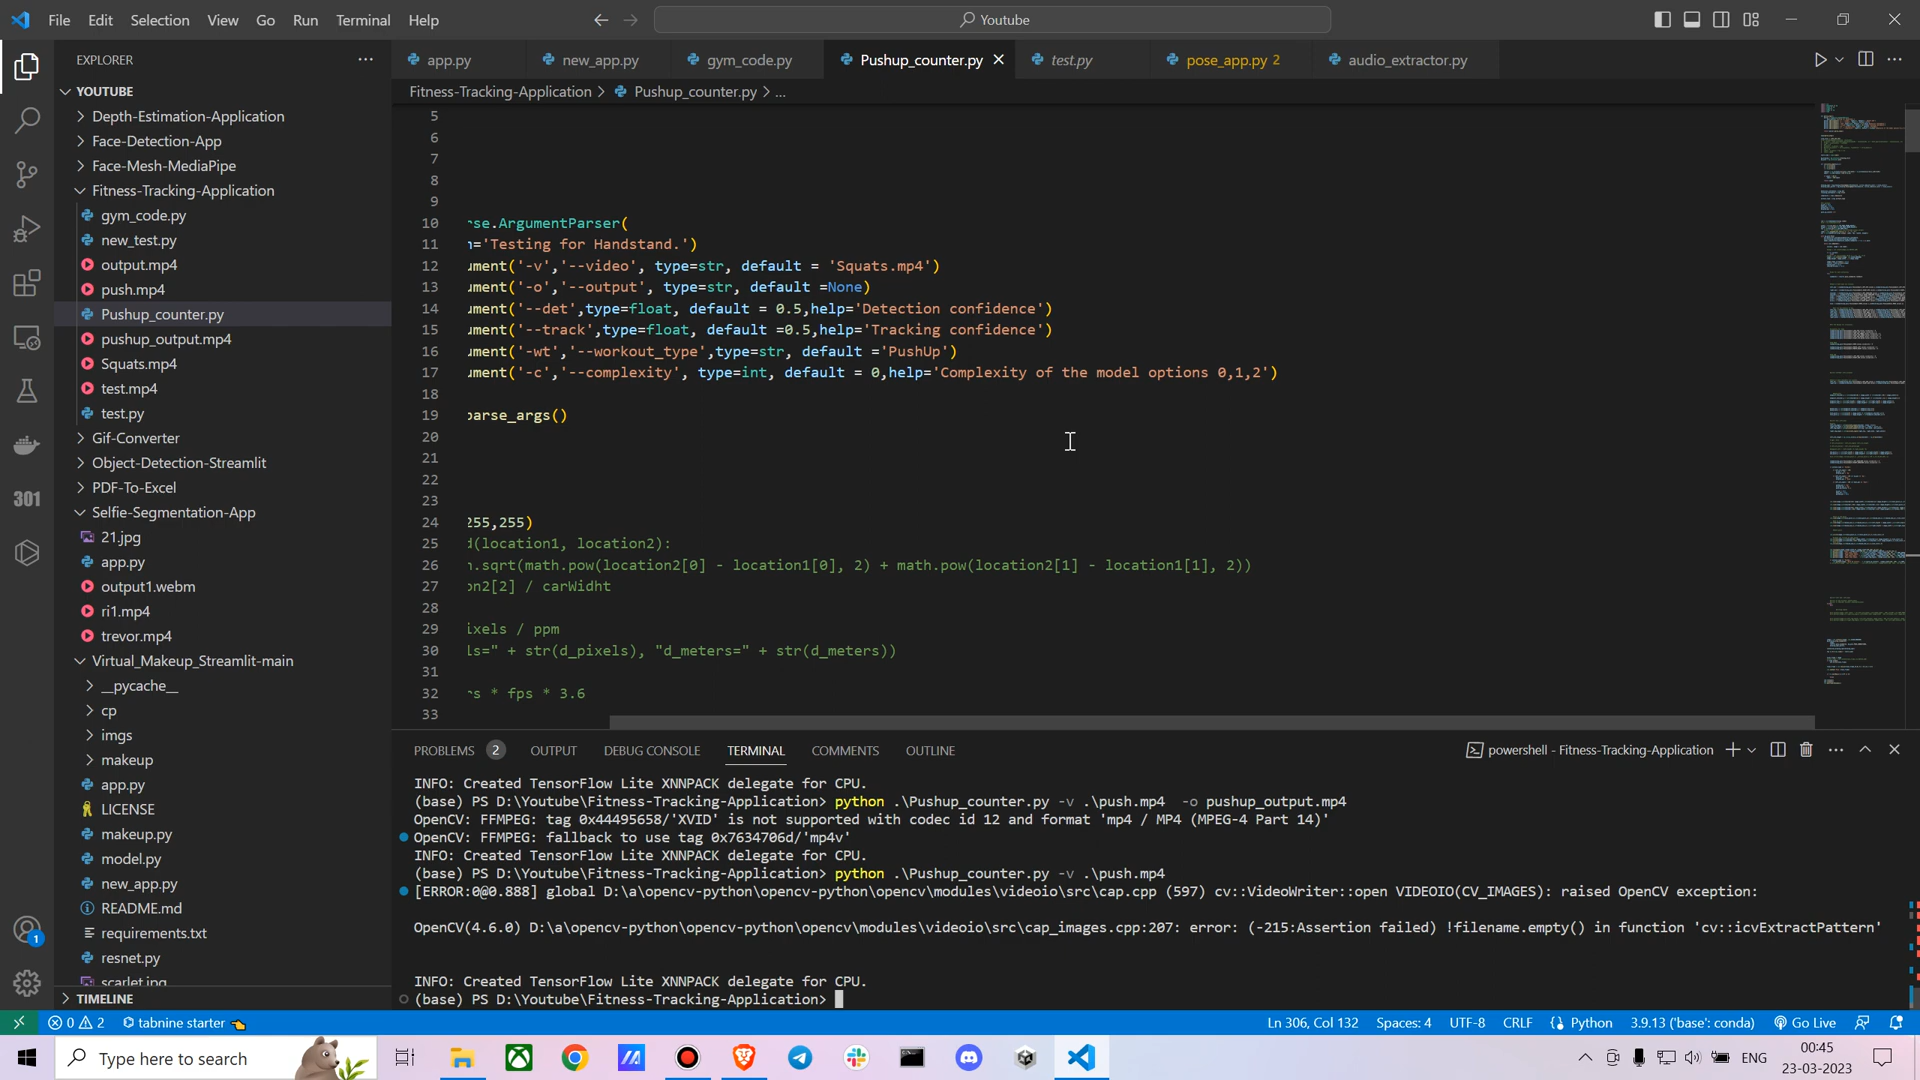 File Edit Selection View Go Run Terminal Help
Youtube
EXPLORER
app.py new_app.py gym_code.py Pushup_counter.py test.py pose_app.py 2 audio_extractor.py
Fitness-Tracking-Application > Pushup_counter.py > ...
YOUTUBE
Depth-Estimation-Application
Face-Detection-App
Face-Mesh-MediaPipe
Fitness-Tracking-Application
gym_code.py
new_test.py
output.mp4
push.mp4
Pushup_counter.py
pushup_output.mp4
Squats.mp4
test.mp4
test.py
Gif-Converter
Object-Detection-Streamlit
PDF-To-Excel
Selfie-Segmentation-App
21.jpg
app.py
output1.webm
ri1.mp4
trevor.mp4
Virtual_Makeup_Streamlit-main
__pycache__
cp
imgs
makeup
app.py
LICENSE
makeup.py
model.py
new_app.py
README.md
requirements.txt
resnet.py
scarlet.jpg
TIMELINE
301
1
5
6
7
8
9
10 rse.ArgumentParser(
11 n='Testing for Handstand.')
12 ument('-v','--video', type=str, default = 'Squats.mp4')
13 ument('-o','--output', type=str, default =None)
14 ument('--det',type=float, default = 0.5,help='Detection confidence')
15 ument('--track',type=float, default =0.5,help='Tracking confidence')
16 ument('-wt','--workout_type',type=str, default ='PushUp')
17 ument('-c','--complexity', type=int, default = 0,help='Complexity of the model options 0,1,2')
18
19 parse_args()
20
21
22
23
24 255,255)
25 d(location1, location2):
26 h.sqrt(math.pow(location2[0] - location1[0], 2) + math.pow(location2[1] - location1[1], 2))
27 on2[2] / carWidht
28
29 ixels / ppm
30 ls=" + str(d_pixels), "d_meters=" + str(d_meters))
31
32 rs * fps * 3.6
33
PROBLEMS 2 OUTPUT DEBUG CONSOLE TERMINAL COMMENTS OUTLINE powershell - Fitness-Tracking-Application
INFO: Created TensorFlow Lite XNNPACK delegate for CPU.
(base) PS D:\Youtube\Fitness-Tracking-Application> python .\Pushup_counter.py -v .\push.mp4  -o pushup_output.mp4
OpenCV: FFMPEG: tag 0x44495658/'XVID' is not supported with codec id 12 and format 'mp4 / MP4 (MPEG-4 Part 14)'
OpenCV: FFMPEG: fallback to use tag 0x7634706d/'mp4v'
INFO: Created TensorFlow Lite XNNPACK delegate for CPU.
(base) PS D:\Youtube\Fitness-Tracking-Application> python .\Pushup_counter.py -v .\push.mp4
[ERROR:0@0.888] global D:\a\opencv-python\opencv-python\opencv\modules\videoio\src\cap.cpp (597) cv::VideoWriter::open VIDEOIO(CV_IMAGES): raised OpenCV exception:
OpenCV(4.6.0) D:\a\opencv-python\opencv-python\opencv\modules\videoio\src\cap_images.cpp:207: error: (-215:Assertion failed) !filename.empty() in function 'cv::icvExtractPattern'
INFO: Created TensorFlow Lite XNNPACK delegate for CPU.
(base) PS D:\Youtube\Fitness-Tracking-Application>
0 2 tabnine starter Ln 306, Col 132 Spaces: 4 UTF-8 CRLF Python 3.9.13 ('base': conda) Go Live
Type here to search
ENG
00:45
23-03-2023